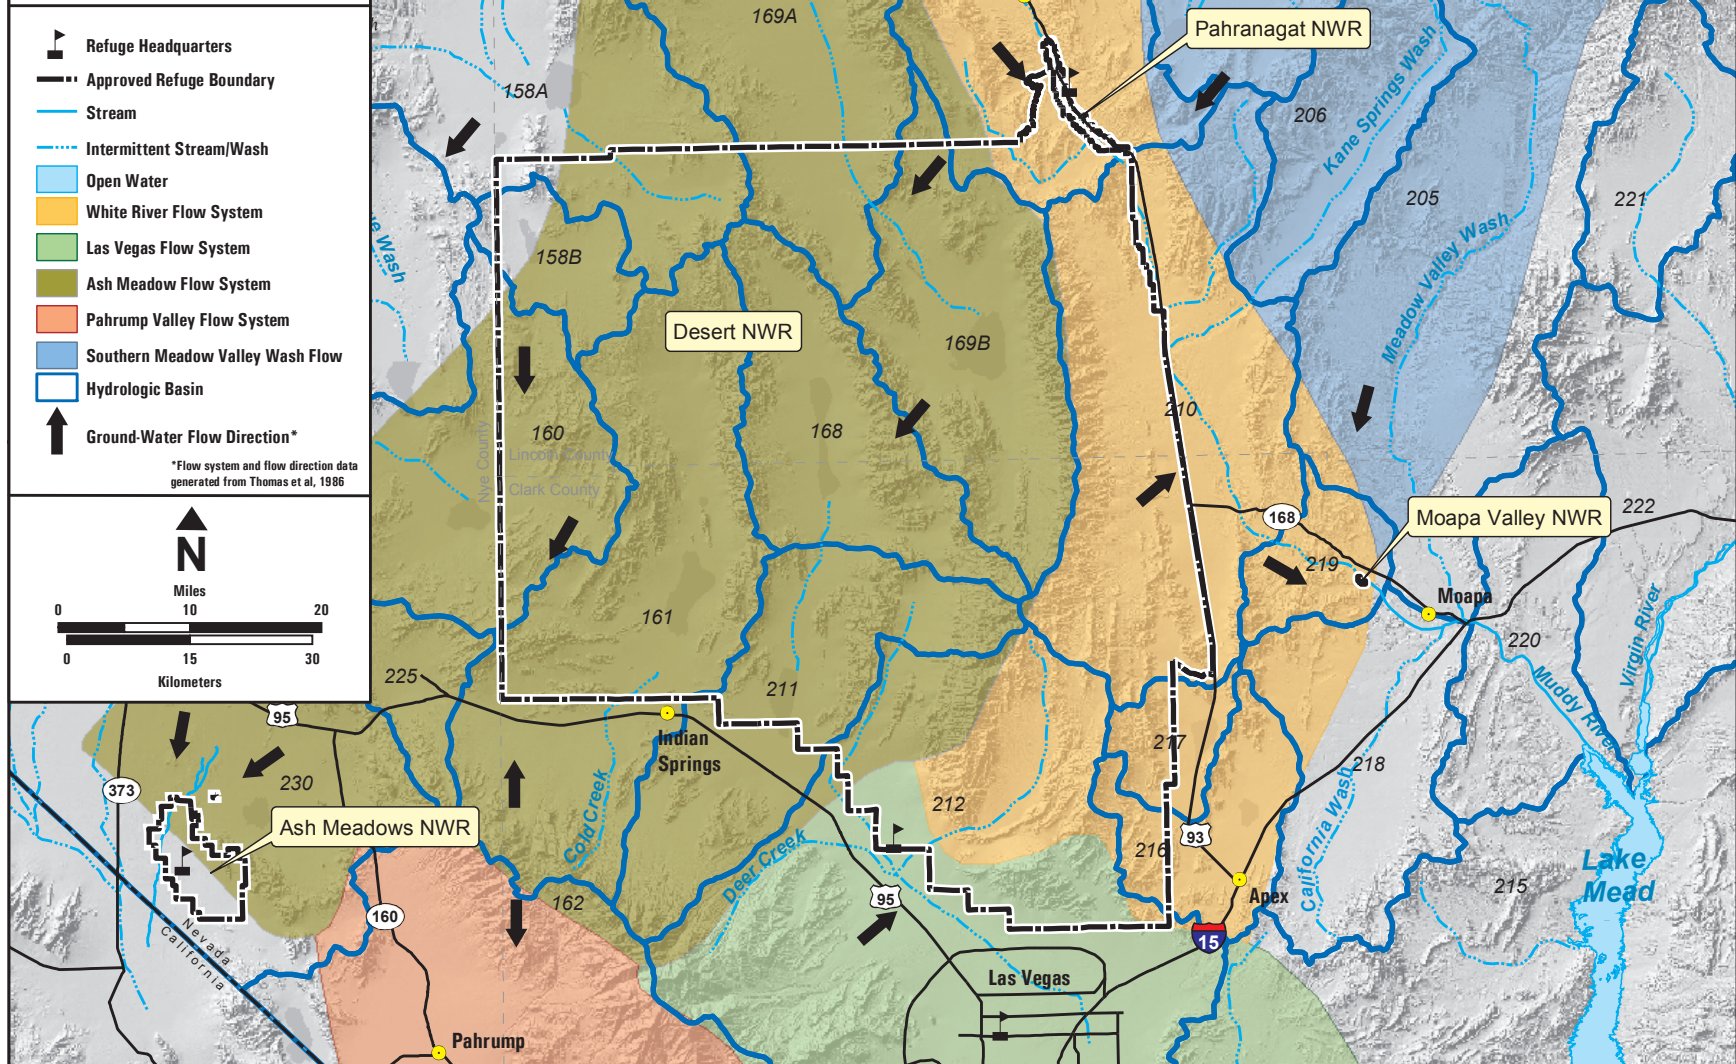 Refuge Headquarters
Approved Refuge Boundary
Stream
Intermittent Stream/Wash
Open Water
White River Flow System
Las Vegas Flow System
Ash Meadow Flow System
Pahrump Valley Flow System
Southern Meadow Valley Wash Flow
Hydrologic Basin
Ground-Water Flow Direction*
*Flow system and flow direction data
generated from Thomas et al, 1986
N
Miles
0 10 20
0 15 30
Kilometers
169A
Pahranagat NWR
158A
206
Kane Springs Wash
205
221
Wash
158B
Meadow Valley Wash
Desert NWR
169B
210
160
168
Nye County
Lincoln County
Clark County
168
222
Moapa Valley NWR
219
Moapa
161
220
Virgin River
Muddy River
225
211
95
Indian
Springs
217
218
373
230
Cold Creek
212
California Wash
Ash Meadows NWR
93
Deer Creek
216
Lake
Mead
215
162
95
Apex
160
Nevada
California
15
Las Vegas
Pahrump